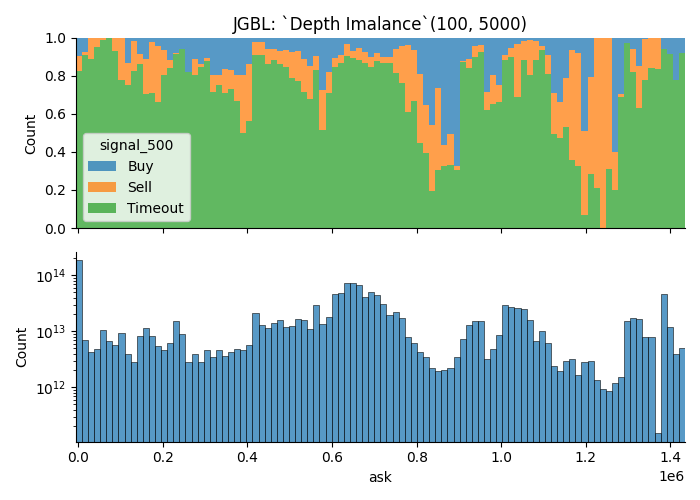 JGBL: `Depth Imalance`(100, 5000)
1.0
0.8
0.6
0.4
0.2
0.0
Count
signal_500
Buy
Sell
Timeout
10^14
10^13
10^12
Count
0.0 0.2 0.4 0.6 0.8 1.0 1.2 1.4
1e6
ask